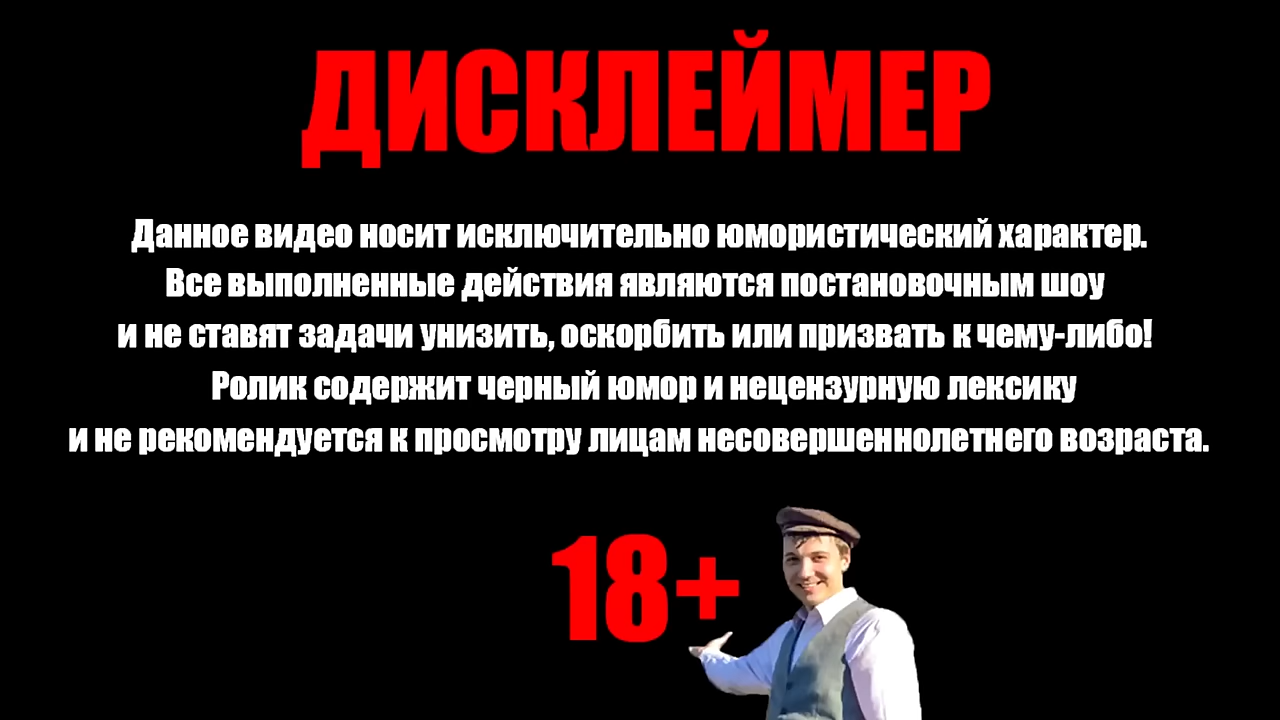 ДИСКЛЕЙМЕР
Данное видео носит исключительно юмористический характер.
Все выполненные действия являются постановочным шоу
и не ставят задачи унизить, оскорбить или призвать к чему-либо!
Ролик содержит черный юмор и нецензурную лексику
и не рекомендуется к просмотру лицам несовершеннолетнего возраста.
18+